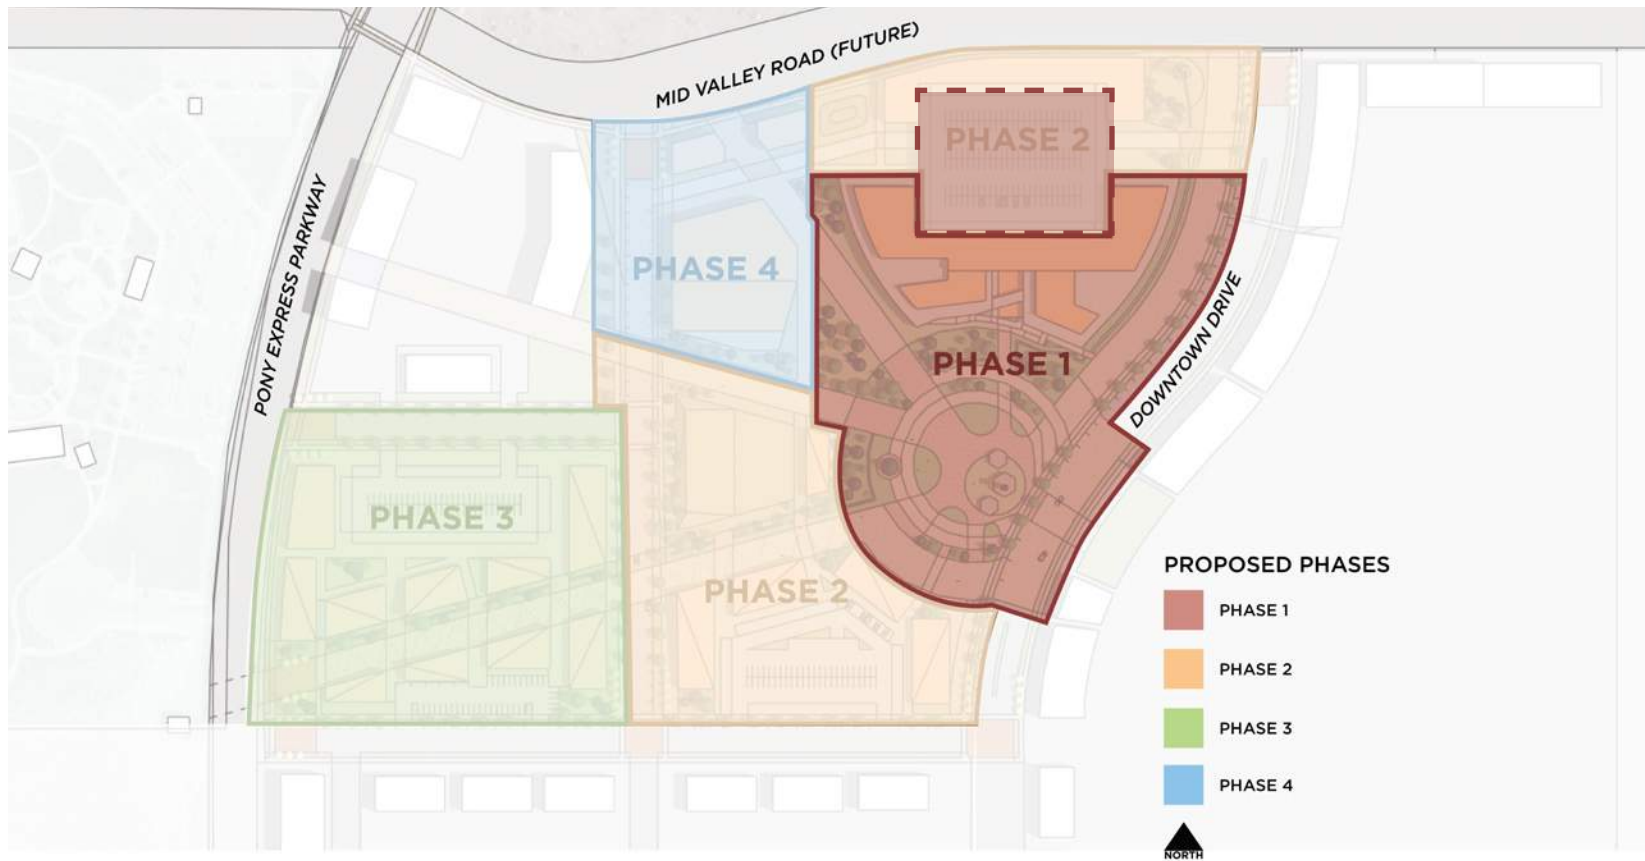 MID VALLEY ROAD (FUTURE)
PHASE 2
PONY EXPRESS PARKWAY
PHASE 4
DOWNTOWN DRIVE
PHASE 1
PHASE 3
PHASE 2
PROPOSED PHASES
PHASE 1
PHASE 2
PHASE 3
PHASE 4
NORTH